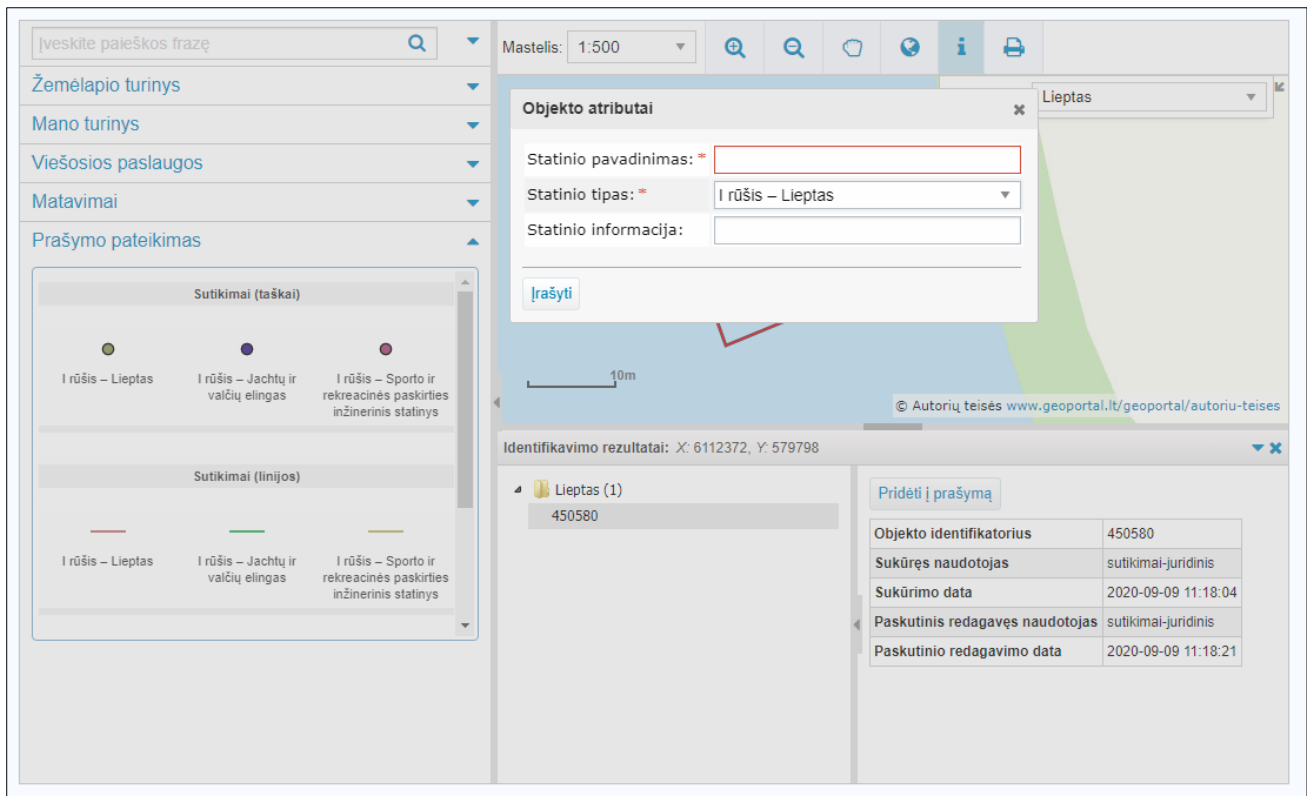 Įveskite paieškos frazę
Mastelis: 1:500
Žemėlapio turinys
Mano turinys
Viešosios paslaugos
Matavimai
Prašymo pateikimas
Sutikimai (taškai)
I rūšis – Lieptas
I rūšis – Jachtų ir
valčių elingas
I rūšis – Sporto ir
rekreacinės paskirties
inžinerinis statinys
Sutikimai (linijos)
I rūšis – Lieptas
I rūšis – Jachtų ir
valčių elingas
I rūšis – Sporto ir
rekreacinės paskirties
inžinerinis statinys
Lieptas
Objekto atributai
Statinio pavadinimas: *
Statinio tipas: * I rūšis – Lieptas
Statinio informacija:
Įrašyti
10m
© Autorių teisės www.geoportal.lt/geoportal/autoriu-teises
Identifikavimo rezultatai: X: 6112372, Y: 579798
Lieptas (1)
450580
Pridėti į prašymą
Objekto identifikatorius 450580
Sukūręs naudotojas sutikimai-juridinis
Sukūrimo data 2020-09-09 11:18:04
Paskutinis redagavęs naudotojas sutikimai-juridinis
Paskutinio redagavimo data 2020-09-09 11:18:21